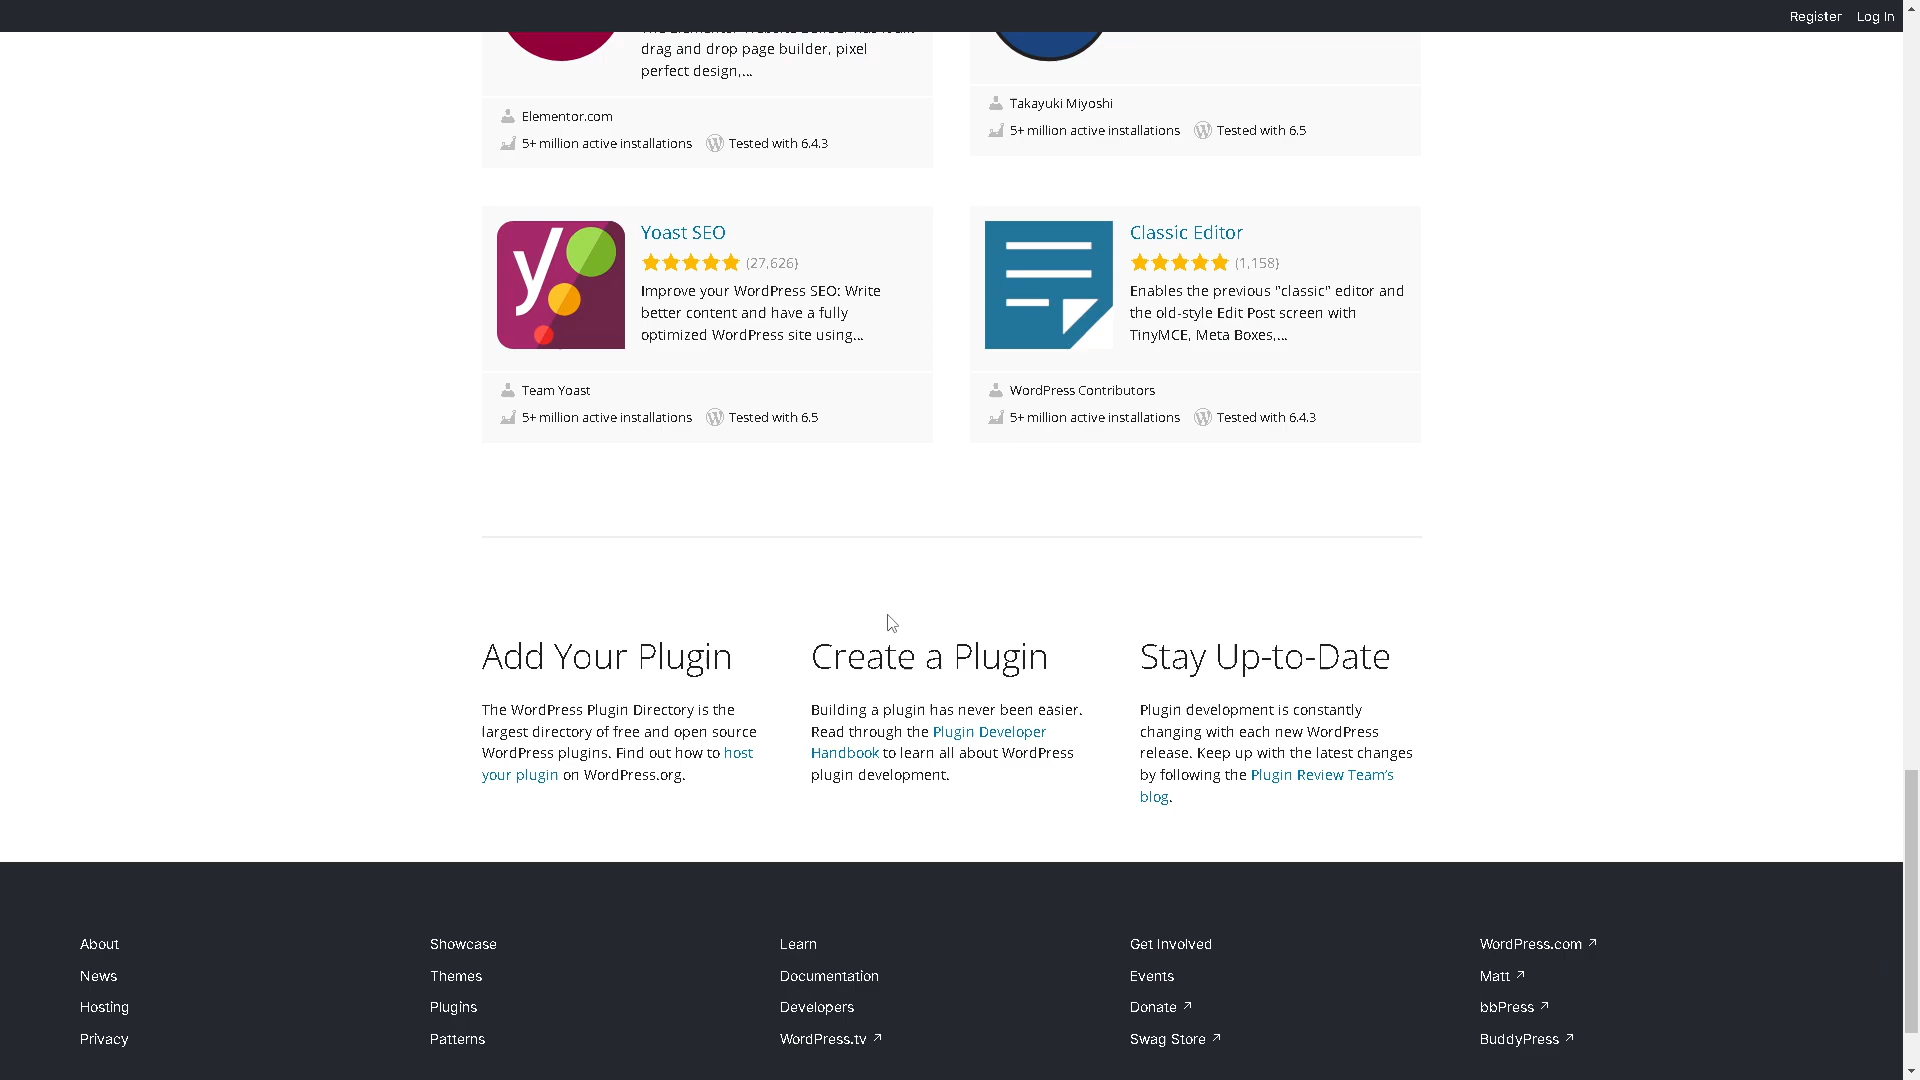 Register Log In
drag and drop page builder, pixel
perfect design,...
Elementor.com
5+ million active installations Tested with 6.4.3
Takayuki Miyoshi
5+ million active installations Tested with 6.5
Yoast SEO
(27,626)
Improve your WordPress SEO: Write
better content and have a fully
optimized WordPress site using...
Team Yoast
5+ million active installations Tested with 6.5
Classic Editor
(1,158)
Enables the previous "classic" editor and
the old-style Edit Post screen with
TinyMCE, Meta Boxes,...
WordPress Contributors
5+ million active installations Tested with 6.4.3
Add Your Plugin
The WordPress Plugin Directory is the
largest directory of free and open source
WordPress plugins. Find out how to host
your plugin on WordPress.org.
Create a Plugin
Building a plugin has never been easier.
Read through the Plugin Developer
Handbook to learn all about WordPress
plugin development.
Stay Up-to-Date
Plugin development is constantly
changing with each new WordPress
release. Keep up with the latest changes
by following the Plugin Review Team's
blog.
About
News
Hosting
Privacy
Showcase
Themes
Plugins
Patterns
Learn
Documentation
Developers
WordPress.tv ↗
Get Involved
Events
Donate ↗
Swag Store ↗
WordPress.com ↗
Matt ↗
bbPress ↗
BuddyPress ↗